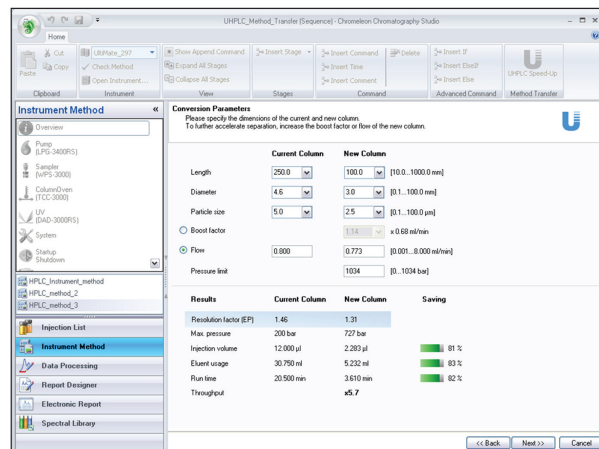 UHPLC_Method_Transfer (Sequence) - Chromeleon Chromatography Studio
Home
Paste
Cut
Copy
Clipboard
UltiMate_297
Check Method
Open Instrument...
Instrument
Show Append Command
Expand All Stages
Collapse All Stages
View
Insert Stage
Stages
Insert Command
Delete
Insert Time
Insert Comment
Command
Insert If
Insert ElseIf
Insert Else
Advanced Command
UHPLC Speed-Up
Method Transfer
Instrument Method «
Overview
Pump
(LPG-3400RS)
Sampler
(WPS-3000)
ColumnOven
(TCC-3000)
UV
(DAD-3000RS)
System
Startup
Shutdown
HPLC_Instrument_method
HPLC_method_2
HPLC_method_3
Injection List
Instrument Method
Data Processing
Report Designer
Electronic Report
Spectral Library
Conversion Parameters
Please specify the dimensions of the current and new column.
To further accelerate separation, increase the boost factor or flow of the new column.
U
Current Column New Column
Length 250.0 100.0 [10.0...1000.0 mm]
Diameter 4.6 3.0 [0.1...100.0 mm]
Particle size 5.0 2.5 [0.1...100.0 µm]
Boost factor 1.14 x 0.68 ml/min
Flow 0.800 0.773 [0.001...8.000 ml/min]
Pressure limit 1034 [0...1034 bar]
Results Current Column New Column Saving
Resolution factor (EP) 1.46 1.31
Max. pressure 200 bar 727 bar
Injection volume 12.000 µl 2.283 µl 81 %
Eluent usage 30.750 ml 5.232 ml 83 %
Run time 20.500 min 3.610 min 82 %
Throughput x5.7
<< Back Next >> Cancel